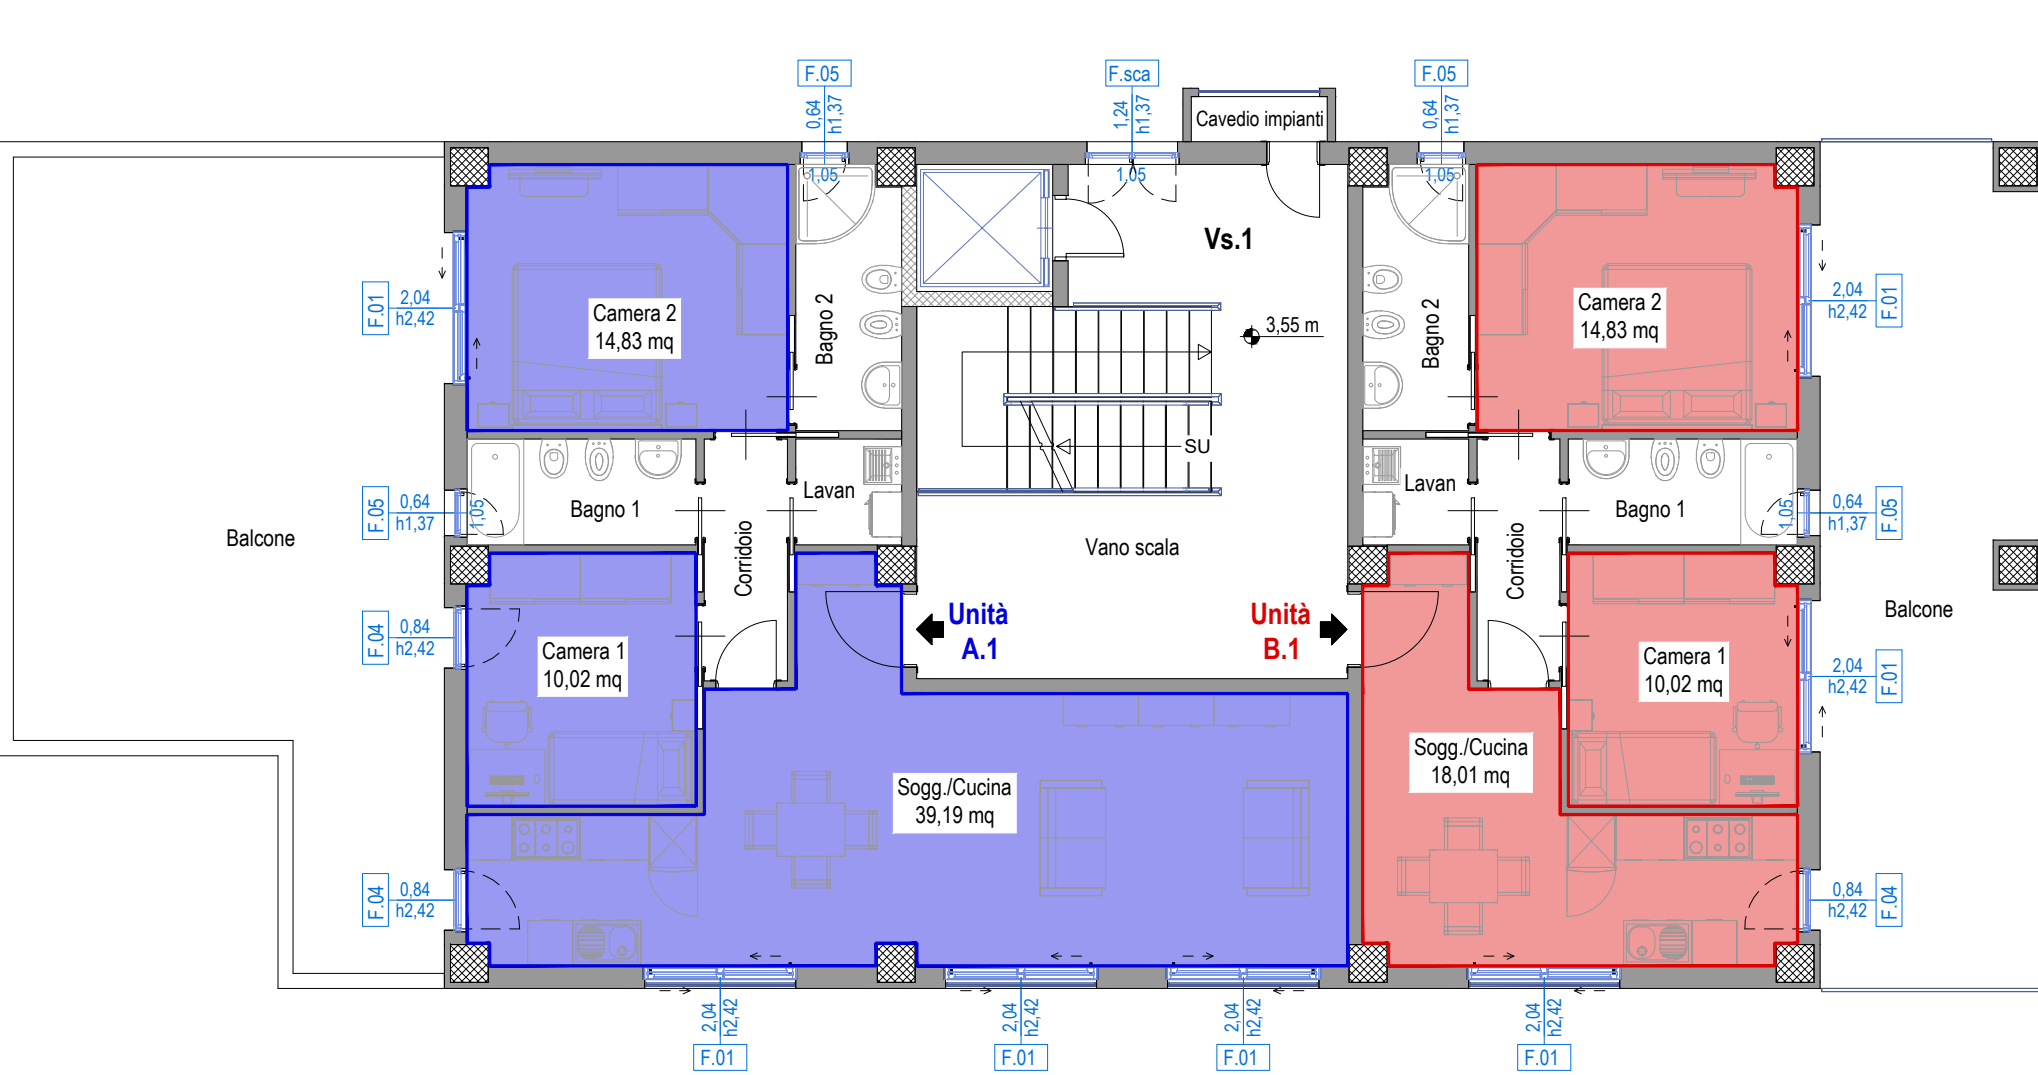 F.05
0,64
h1,37
1,05
F.sca
1,24
h1,37
1,05
Cavedio impianti
F.05
0,64
h1,37
1,05
Vs.1
F.01
2,04
h2,42
Camera 2
14,83 mq
Bagno 2
3,55 m
Bagno 2
Camera 2
14,83 mq
2,04
h2,42
F.01
SU
F.05
0,64
h1,37
1,05
Bagno 1
Lavan
Lavan
Bagno 1
1,05
0,64
h1,37
F.05
Balcone
Corridoio
Vano scala
Corridoio
Balcone
F.04
0,84
h2,42
Camera 1
10,02 mq
Unità
A.1
Unità
B.1
Camera 1
10,02 mq
2,04
h2,42
F.01
Sogg./Cucina
39,19 mq
Sogg./Cucina
18,01 mq
F.04
0,84
h2,42
0,84
h2,42
F.04
2,04
h2,42
F.01
2,04
h2,42
F.01
2,04
h2,42
F.01
2,04
h2,42
F.01